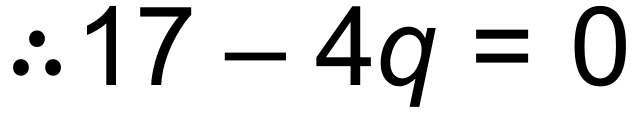 ∴17 – 4q = 0